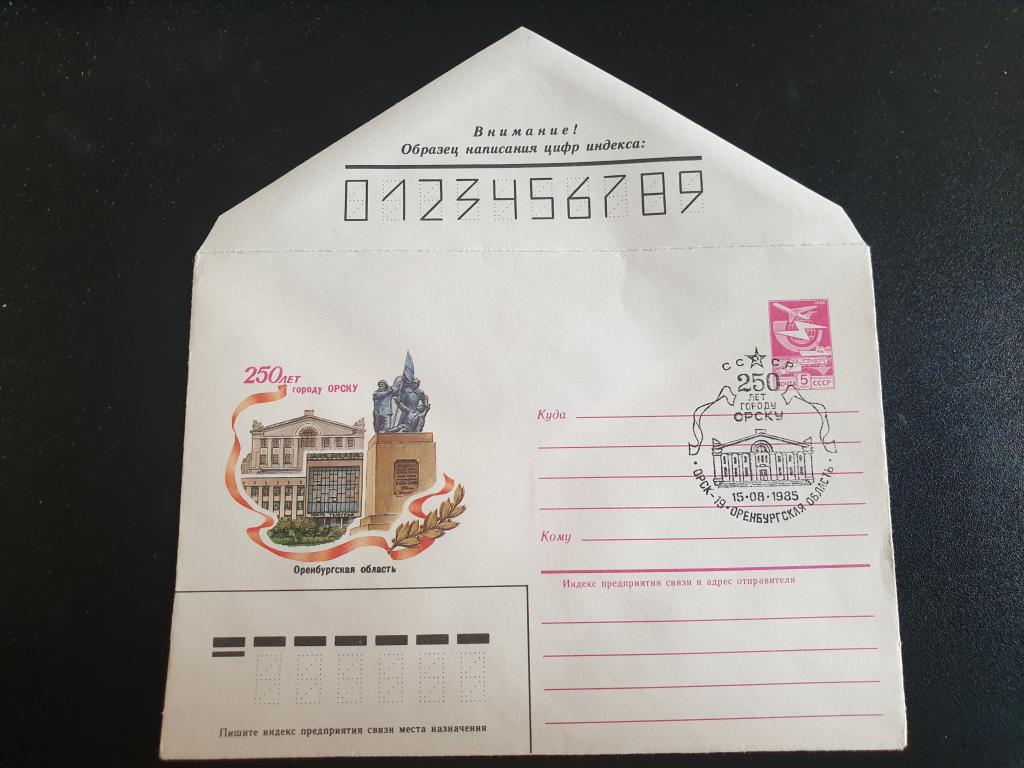 Внимание!
Образец написания цифр индекса:
0123456789
250 ЛЕТ
городу ОРСКУ
ПОЧТА ТЕЛЕГРАФ
Оренбургская область
ПОЧТА 5 СССР
СССР
250
ЛЕТ
ГОРОДУ
ОРСКУ
15·08·1985
·ОРСК-19·ОРЕНБУРГСКАЯ ОБЛАСТЬ·
Куда
Кому
Индекс предприятия связи и адрес отправителя
Пишите индекс предприятия связи места назначения